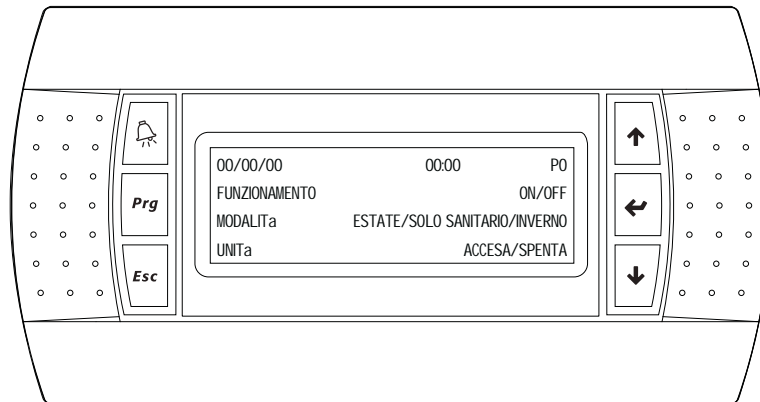 00/00/00 00:00 P0
FUNZIONAMENTO ON/OFF
Prg
MODALITa ESTATE/SOLO SANITARIO/INVERNO
UNITa ACCESA/SPENTA
Esc